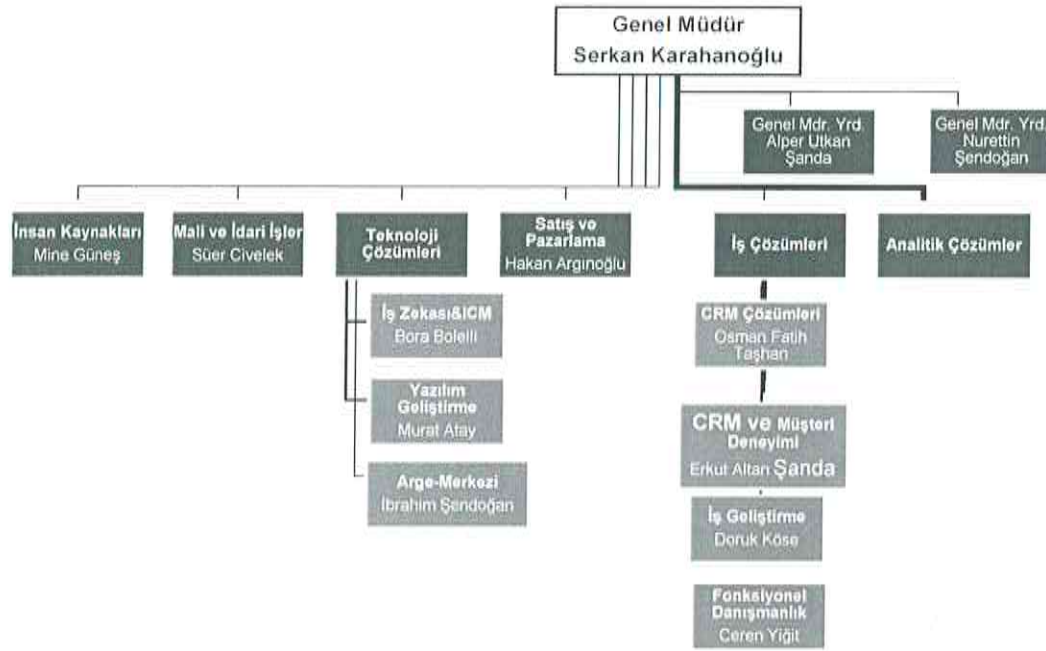 Genel Müdür
Serkan Karahanoğlu
Genel Mdr. Yrd.
Alper Utkan
Şanda
Genel Mdr. Yrd.
Nurettin
Şendoğan
İnsan Kaynakları
Mine Güneş
Mali ve İdari İşler
Süer Civelek
Teknoloji
Çözümleri
Satış ve
Pazarlama
Hakan Argınoğlu
İş Çözümleri
Analitik Çözümler
İş Zekası&ICM
Bora Bolelli
Yazılım
Geliştirme
Murat Atay
Arge-Merkezi
İbrahim Şendoğan
CRM Çözümleri
Osman Fatih
Taşhan
CRM ve Müşteri
Deneyimi
Erkut Altan Şanda
İş Geliştirme
Doruk Köse
Fonksiyonel
Danışmanlık
Ceren Yiğit